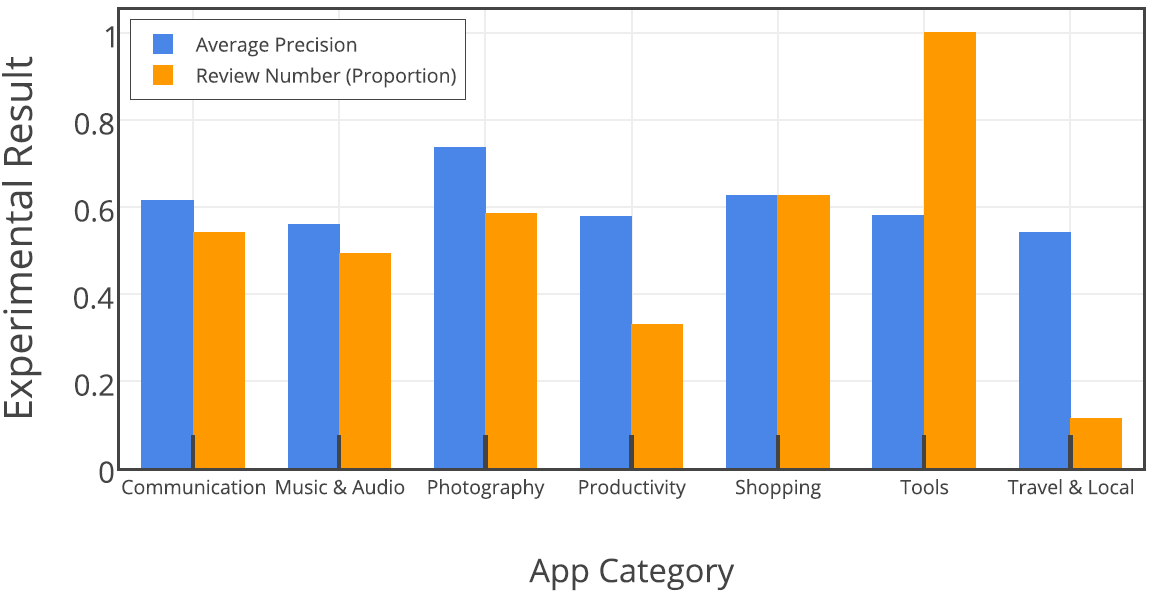 Average Precision
Review Number (Proportion)
Experimental Result
1
0.8
0.6
0.4
0.2
0
Communication Music & Audio Photography Productivity Shopping Tools Travel & Local
App Category